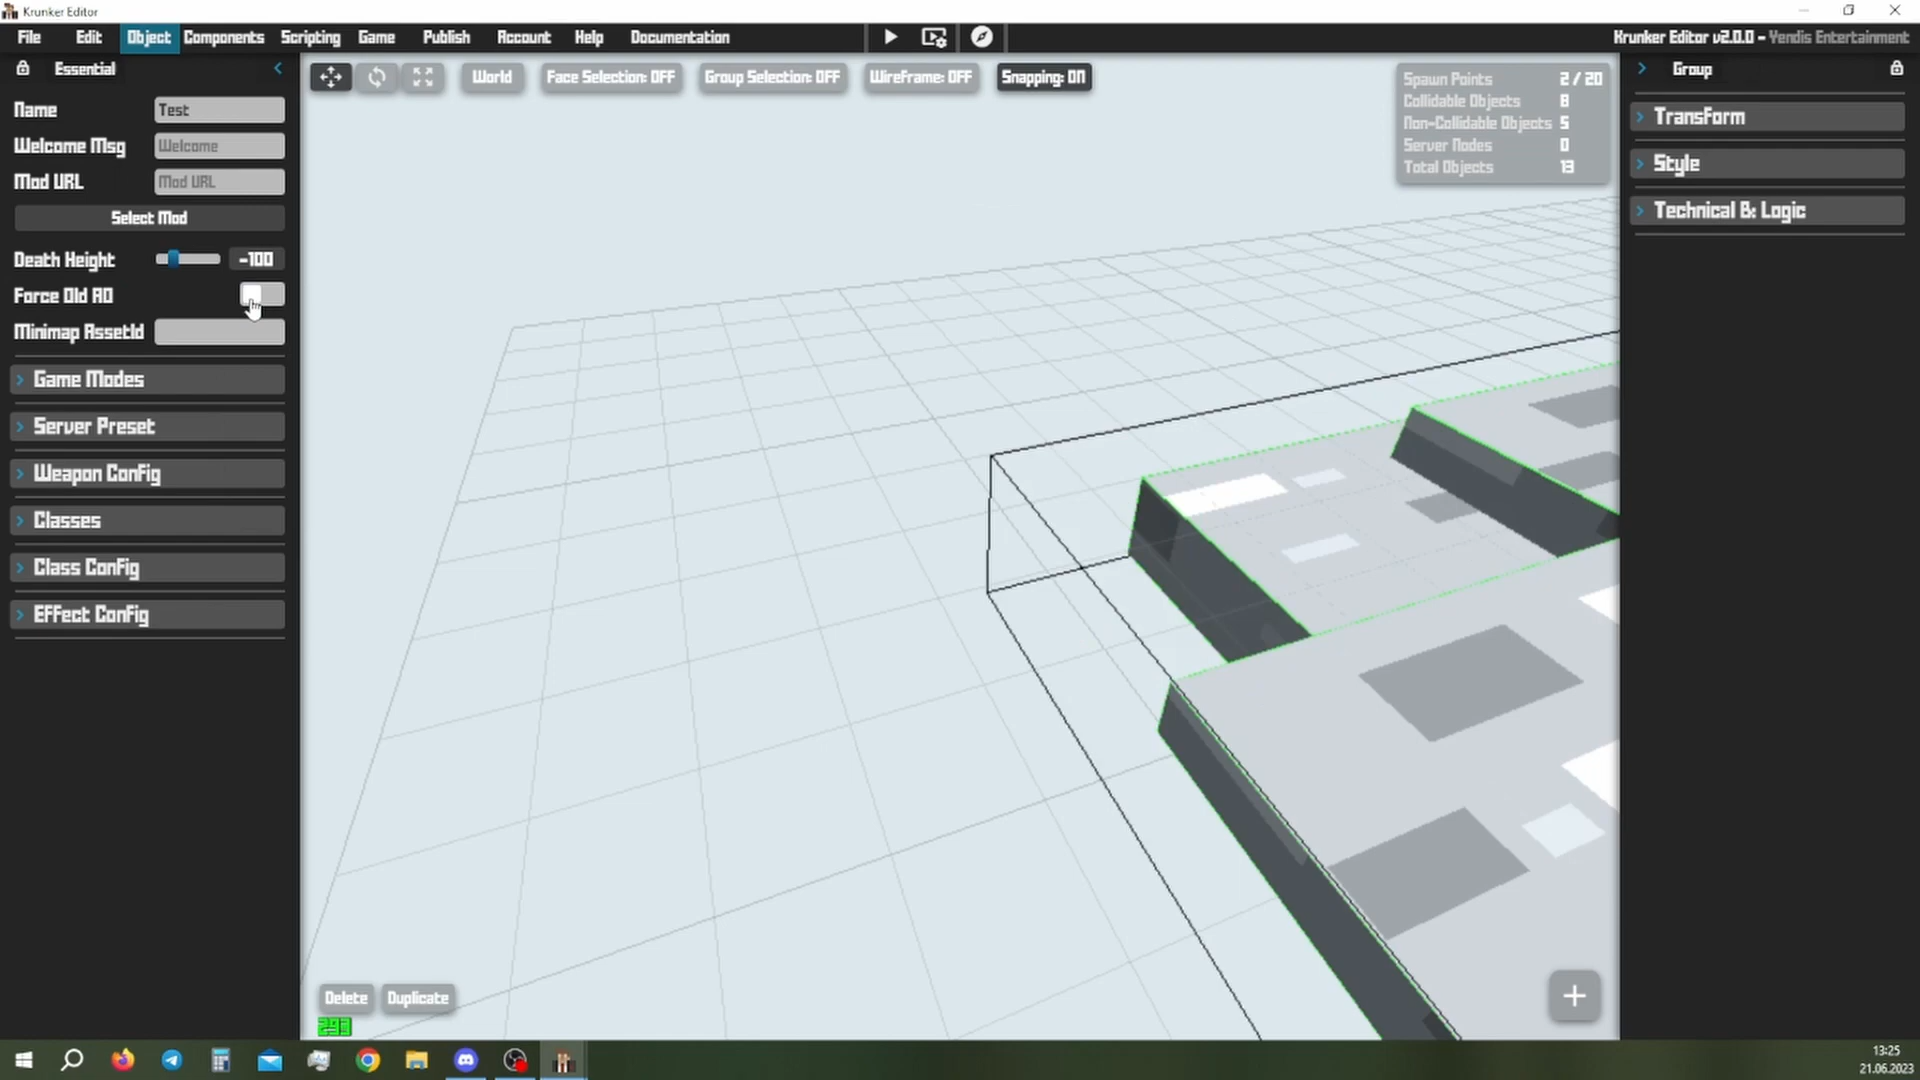 Krunker Editor
File Edit Object Components Scripting Game Publish Account Help Documentation
Krunker Editor v2.0.0 - Yendis Entertainment
Essential
Name Test
Welcome Msg Welcome
Mod URL Mod URL
Select Mod
Death Height -100
Force Old AO
Minimap AssetId
Game Modes
Server Preset
Weapon Config
Classes
Class Config
Effect Config
World Face Selection: OFF Group Selection: OFF WireFrame: OFF Snapping: ON
Spawn Points 2 / 20
Collidable Objects 8
Non-Collidable Objects 5
Server Nodes 0
Total Objects 13
Group
Transform
Style
Technical & Logic
Delete Duplicate
293
+
13:25
21.06.2023